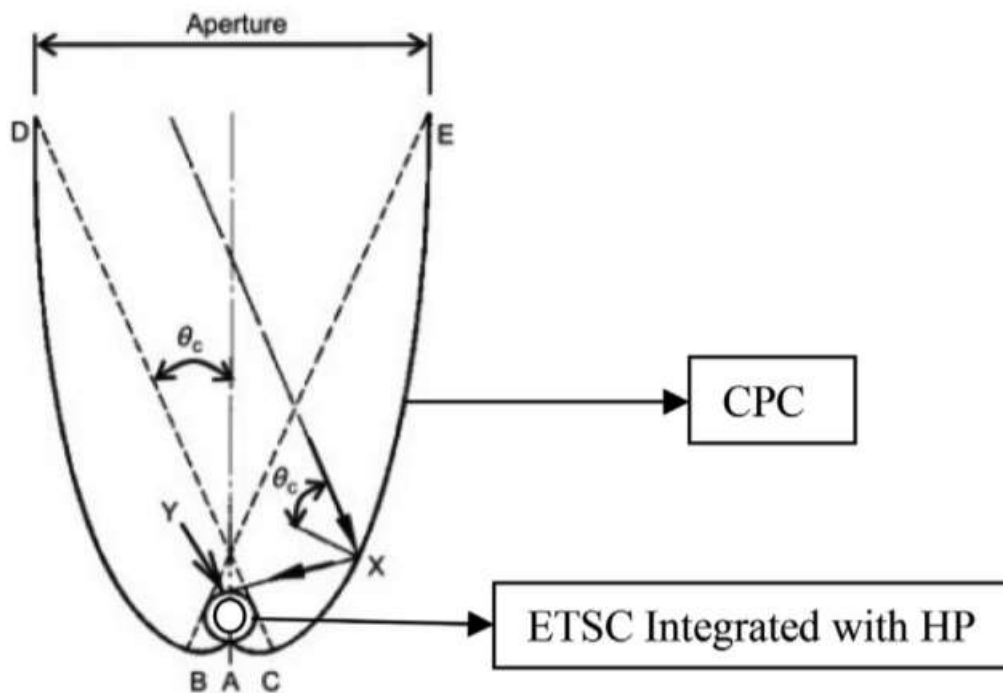 Aperture
D
E
θc
CPC
θc
Y
X
ETSC Integrated with HP
B A C